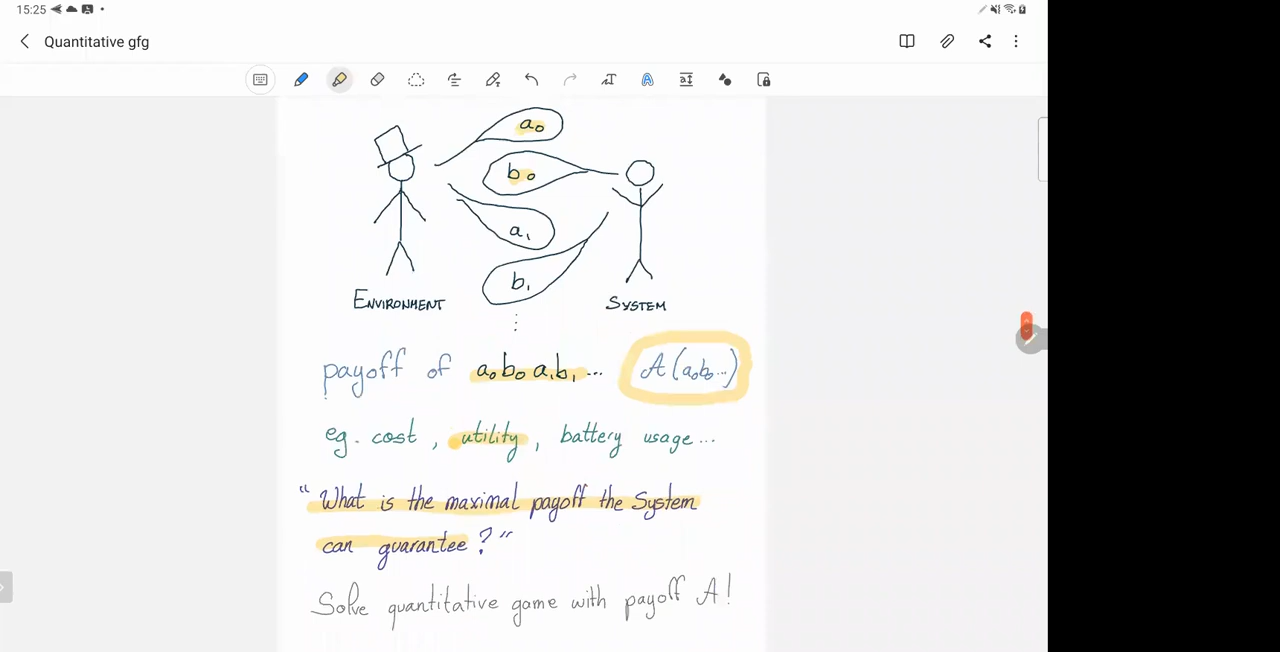 15:25
Quantitative gfg
a₀
b₀
a₁
b₁
⋮
ENVIRONMENT
SYSTEM
payoff of a₀b₀a₁b₁... A(a₀b₀...)
eg. cost, utility, battery usage...
"What is the maximal payoff the System
can guarantee?"
Solve quantitative game with payoff A!